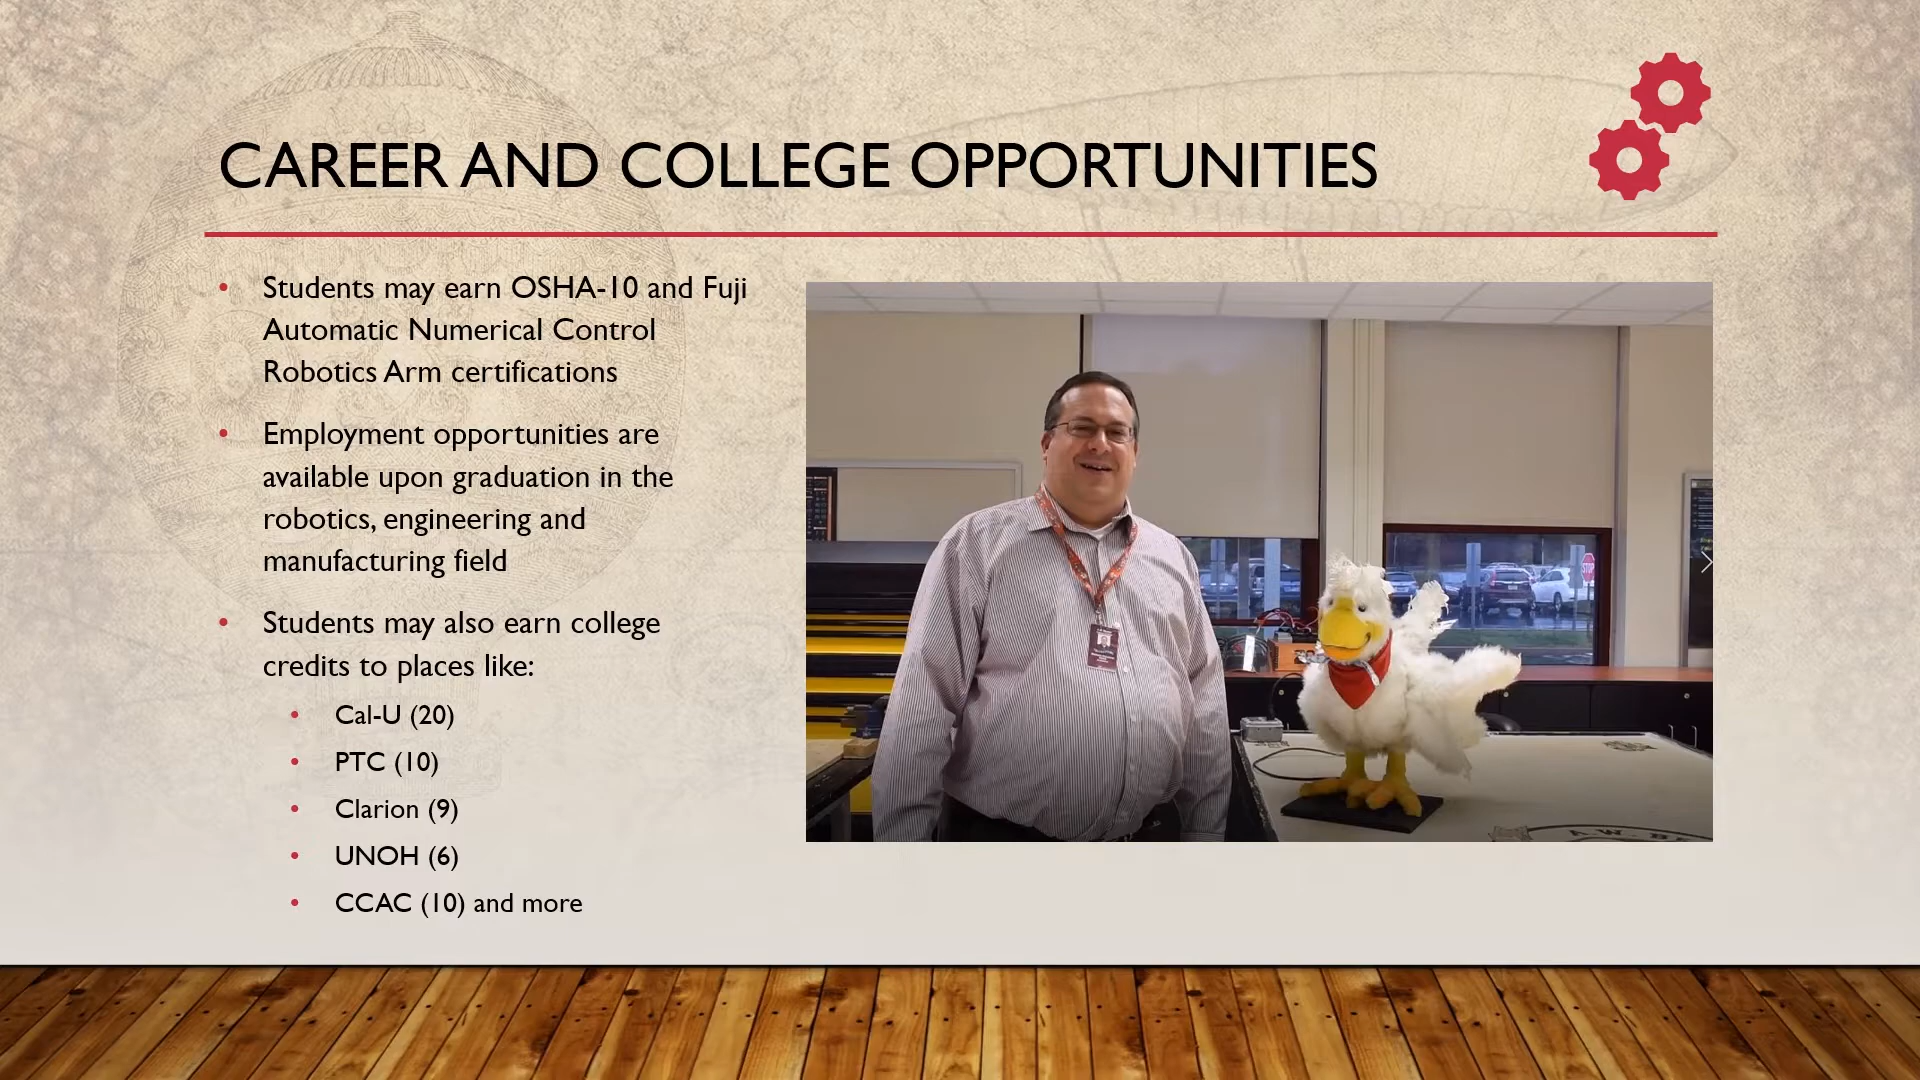 CAREER AND COLLEGE OPPORTUNITIES
• Students may earn OSHA-10 and Fuji
Automatic Numerical Control
Robotics Arm certifications
• Employment opportunities are
available upon graduation in the
robotics, engineering and
manufacturing field
• Students may also earn college
credits to places like:
• Cal-U (20)
• PTC (10)
• Clarion (9)
• UNOH (6)
• CCAC (10) and more
STOP